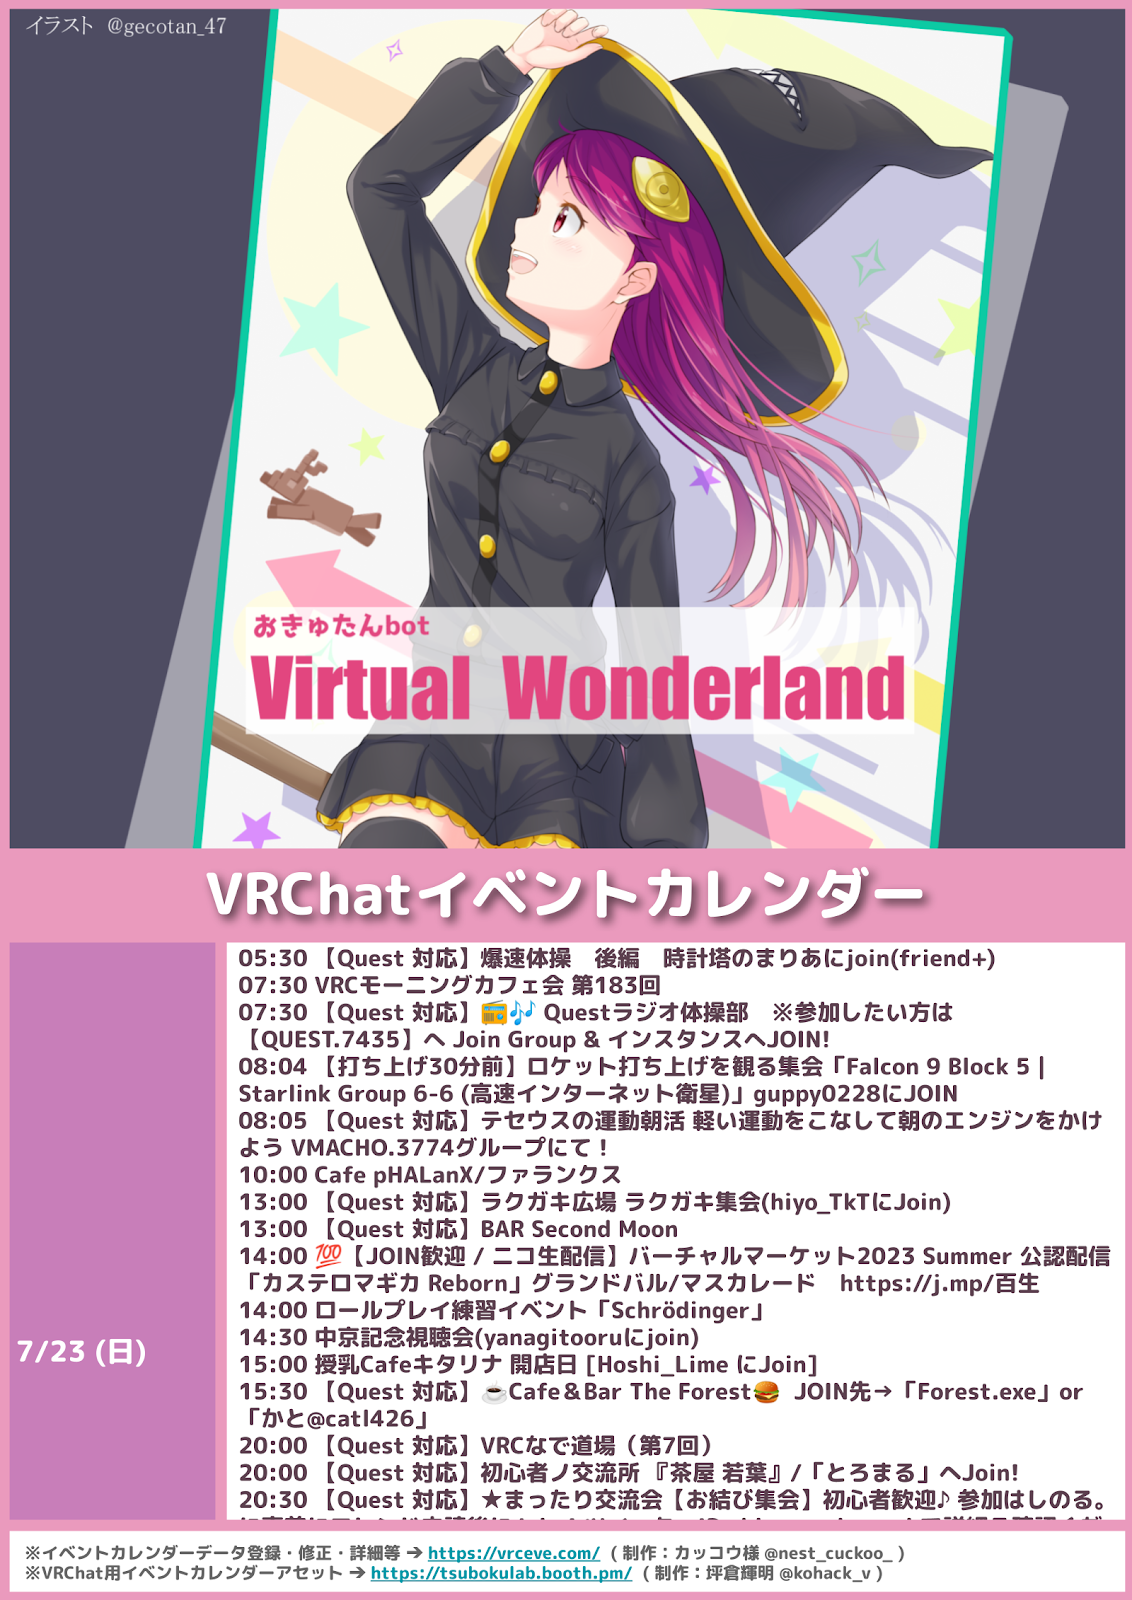 イラスト @gecotan_47
おきゅたんbot
Virtual Wonderland
VRChatイベントカレンダー
7/23 (日)
05:30 【Quest 対応】爆速体操　後編　時計塔のまりあにjoin(friend+)
07:30 VRCモーニングカフェ会 第183回
07:30 【Quest 対応】📻🎶 Questラジオ体操部　※参加したい方は
【QUEST.7435】へ Join Group & インスタンスへJOIN!
08:04 【打ち上げ30分前】ロケット打ち上げを観る集会「Falcon 9 Block 5 |
Starlink Group 6-6 (高速インターネット衛星)」guppy0228にJOIN
08:05 【Quest 対応】テセウスの運動朝活 軽い運動をこなして朝のエンジンをかけ
よう VMACHO.3774グループにて！
10:00 Cafe pHALanX/ファランクス
13:00 【Quest 対応】ラクガキ広場 ラクガキ集会(hiyo_TkTにJoin)
13:00 【Quest 対応】BAR Second Moon
14:00 💯【JOIN歓迎 / ニコ生配信】バーチャルマーケット2023 Summer 公認配信
「カステロマギカ Reborn」グランドバル/マスカレード　https://j.mp/百生
14:00 ロールプレイ練習イベント「Schrödinger」
14:30 中京記念視聴会(yanagitooruにjoin)
15:00 授乳Cafeキタリナ 開店日 [Hoshi_Lime にJoin]
15:30 【Quest 対応】☕Cafe＆Bar The Forest🍔 JOIN先→「Forest.exe」or
「かと@catl426」
20:00 【Quest 対応】VRCなで道場（第7回）
20:00 【Quest 対応】初心者ノ交流所 『茶屋 若葉』/「とろまる」へJoin!
20:30 【Quest 対応】★まったり交流会【お結び集会】初心者歓迎♪ 参加はしのる。
※イベントカレンダーデータ登録・修正・詳細等 ➔ https://vrceve.com/ ( 制作：カッコウ様 @nest_cuckoo_ )
※VRChat用イベントカレンダーアセット ➔ https://tsubokulab.booth.pm/ ( 制作：坪倉輝明 @kohack_v )